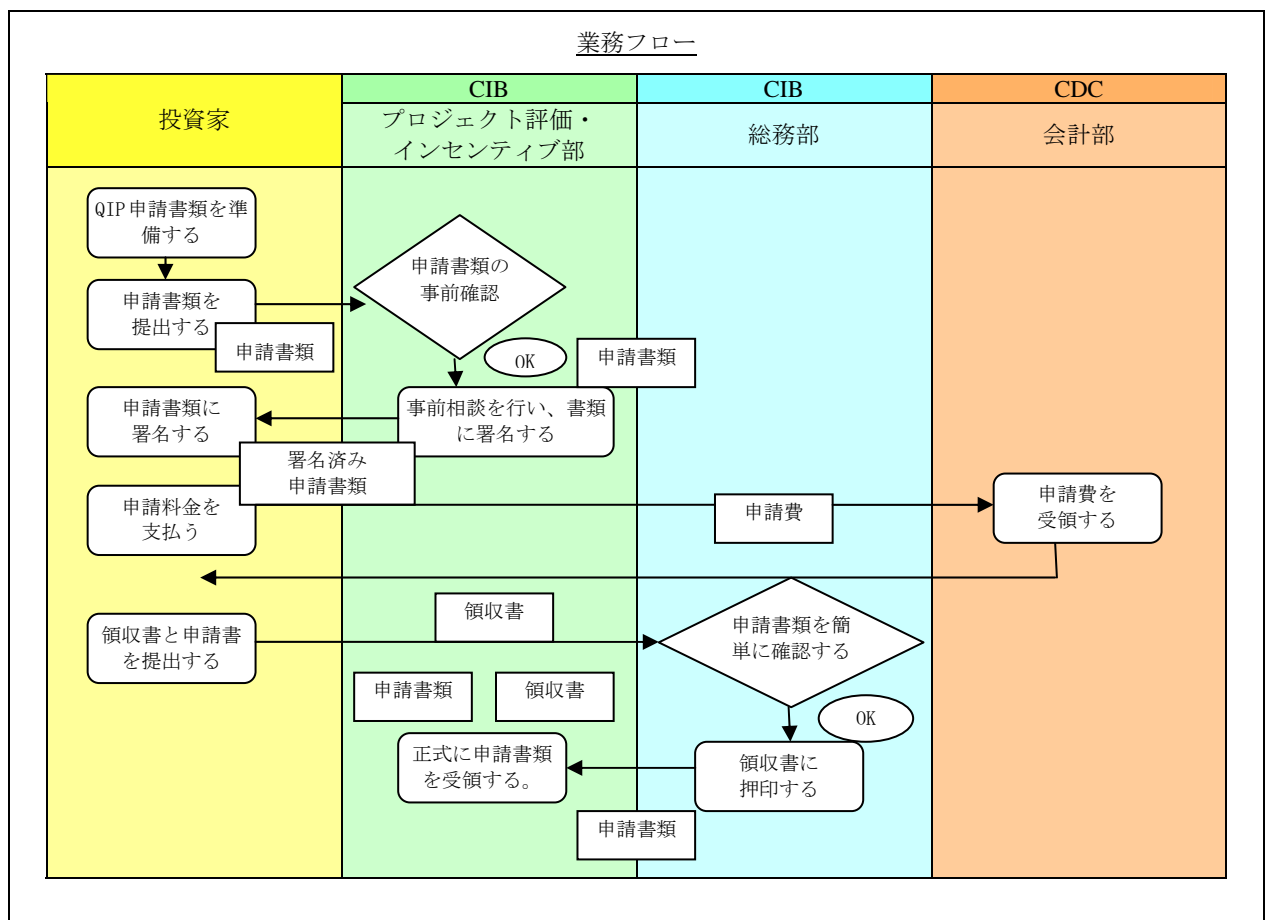 業務フロー
投資家
CIB
プロジェクト評価・
インセンティブ部
CIB
総務部
CDC
会計部
QIP申請書類を準
備する
申請書類を
提出する
申請書類
申請書類の
事前確認
OK
申請書類
事前相談を行い、書類
に署名する
申請書類に
署名する
署名済み
申請書類
申請料金を
支払う
申請費
申請費を
受領する
領収書
領収書と申請書
を提出する
申請書類を簡
単に確認する
申請書類
領収書
OK
領収書に
押印する
正式に申請書類
を受領する。
申請書類